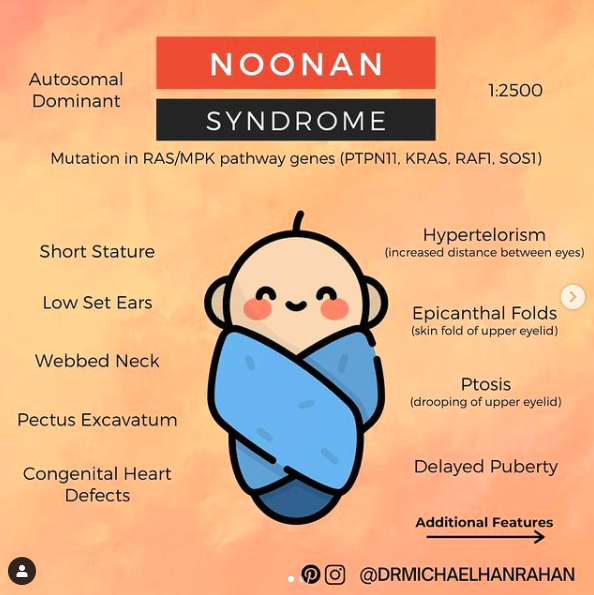 NOONAN
SYNDROME
Autosomal
Dominant
1:2500
Mutation in RAS/MPK pathway genes (PTPN11, KRAS, RAF1, SOS1)
Short Stature
Low Set Ears
Webbed Neck
Pectus Excavatum
Congenital Heart
Defects
Hypertelorism
(increased distance between eyes)
Epicanthal Folds
(skin fold of upper eyelid)
Ptosis
(drooping of upper eyelid)
Delayed Puberty
Additional Features
@DRMICHAELHANRAHAN